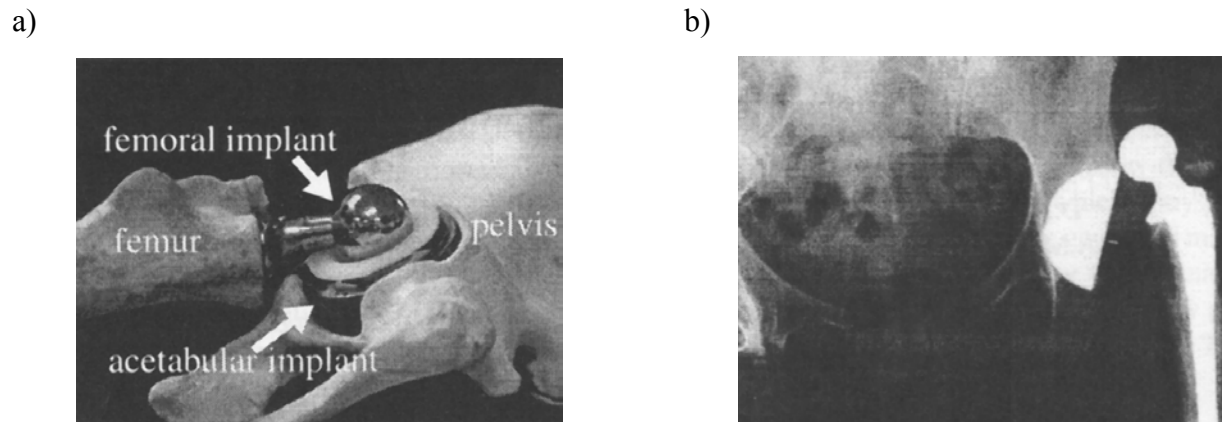 a)
b)
femoral implant
pelvis
femur
acetabular implant